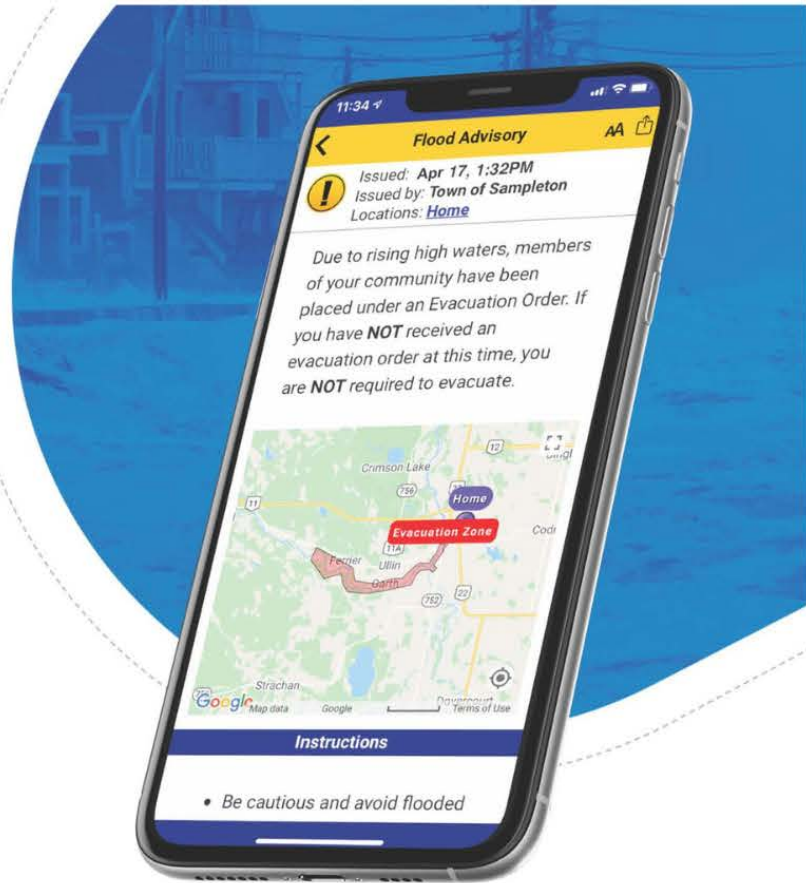 11:34
Flood Advisory
AA
!
Issued: Apr 17, 1:32PM
Issued by: Town of Sampleton
Locations: Home
Due to rising high waters, members
of your community have been
placed under an Evacuation Order. If
you have NOT received an
evacuation order at this time, you
are NOT required to evacuate.
12
Crimson Lake
756
Home
11
Evacuation Zone
Codr
11A
Ferrier
Ullin
Garth
752
22
Strachan
Google
Map data
Google
Terms of Use
Instructions
• Be cautious and avoid flooded